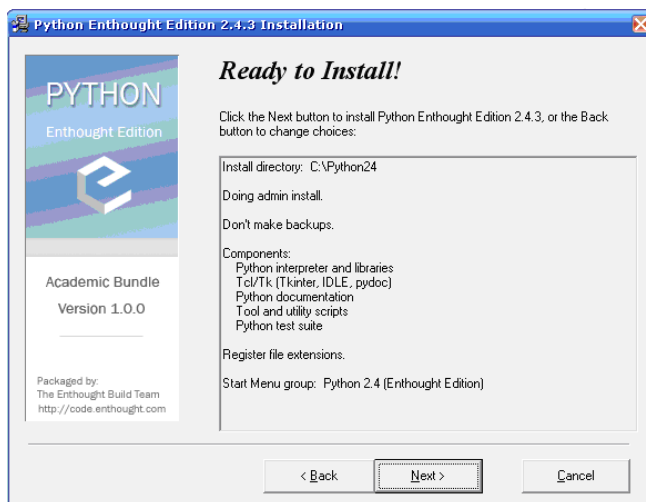 Python Enthought Edition 2.4.3 Installation
PYTHON
Enthought Edition
Academic Bundle
Version 1.0.0
Packaged by:
The Enthought Build Team
http://code.enthought.com
Ready to Install!
Click the Next button to install Python Enthought Edition 2.4.3, or the Back
button to change choices:
Install directory: C:\Python24
Doing admin install.
Don't make backups.
Components:
Python interpreter and libraries
Tcl/Tk (Tkinter, IDLE, pydoc)
Python documentation
Tool and utility scripts
Python test suite
Register file extensions.
Start Menu group: Python 2.4 (Enthought Edition)
< Back
Next >
Cancel